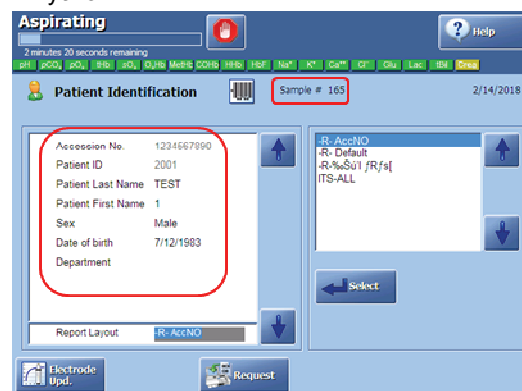 Aspirating
Help
2 minutes 20 seconds remaining
pH pCO₂ pO₂ tHb sO₂ O₂Hb MetHb COHb HHb HbF Na⁺ K⁺ Ca⁺⁺ Cl⁻ Glu Lac tBil Crea
Patient Identification
Sample # 165
2/14/2018
Accession No. 1234567890
Patient ID 2001
Patient Last Name TEST
Patient First Name 1
Sex Male
Date of birth 7/12/1983
Department
Report Layout -R- AccNO
-R- AccNO
-R- Default
-R-‰Šú'l ƒRƒs[
ITS-ALL
Select
Electrode
Upd.
Request